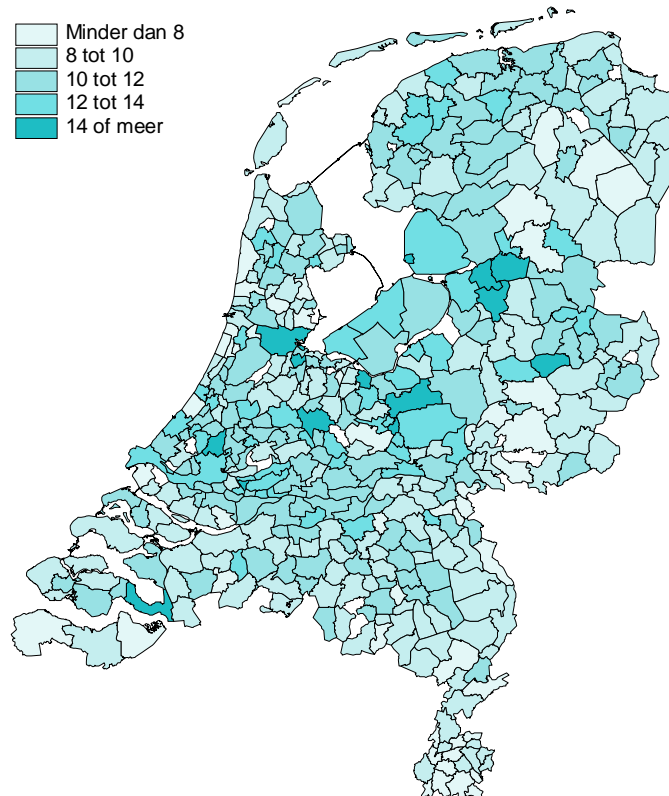 Minder dan 8
8 tot 10
10 tot 12
12 tot 14
14 of meer